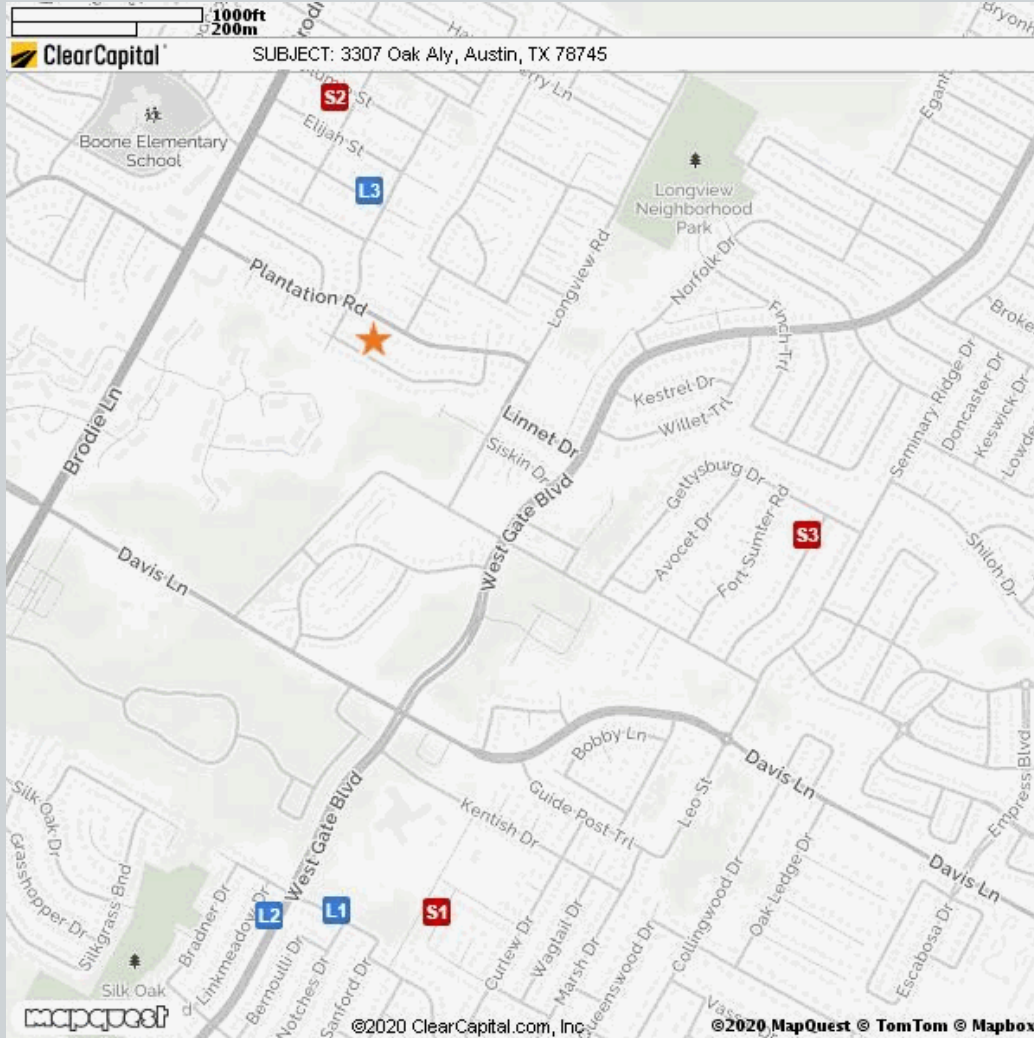 1000ft
200m
ClearCapital
SUBJECT: 3307 Oak Aly, Austin, TX 78745
S2
Elijah St
Boone Elementary
School
L3
Longview
Neighborhood
Park
Plantation Rd
Longview Rd
Norfolk Dr
Finch Trl
Kestrel Dr
Willet Trl
Brodie Ln
Linnet Dr
Siskin Dr
Seminary Ridge Dr
Doncaster Dr
Keswick Dr
Gettysburg Dr
Avocet Dr
Fort Sumter Rd
S3
Shiloh Dr
West Gate Blvd
Davis Ln
Bobby Ln
Davis Ln
Guide Post Trl
Leo St
Empress Blvd
Kentish Dr
West Gate Blvd
Silk Oak Dr
Grasshopper Dr
Silkgrass Bnd
Davis Ln
Oak Ledge Dr
Collingwood Dr
L2
L1
S1
Bradner Dr
Linkmeadow Dr
Bernoulli Dr
Notches Dr
Sanford Dr
Curlew Dr
Wagtail Dr
Marsh Dr
Queenswood Dr
Escabosa Dr
Silk Oak
mapquest
©2020 ClearCapital.com, Inc
©2020 MapQuest © TomTom © Mapbox